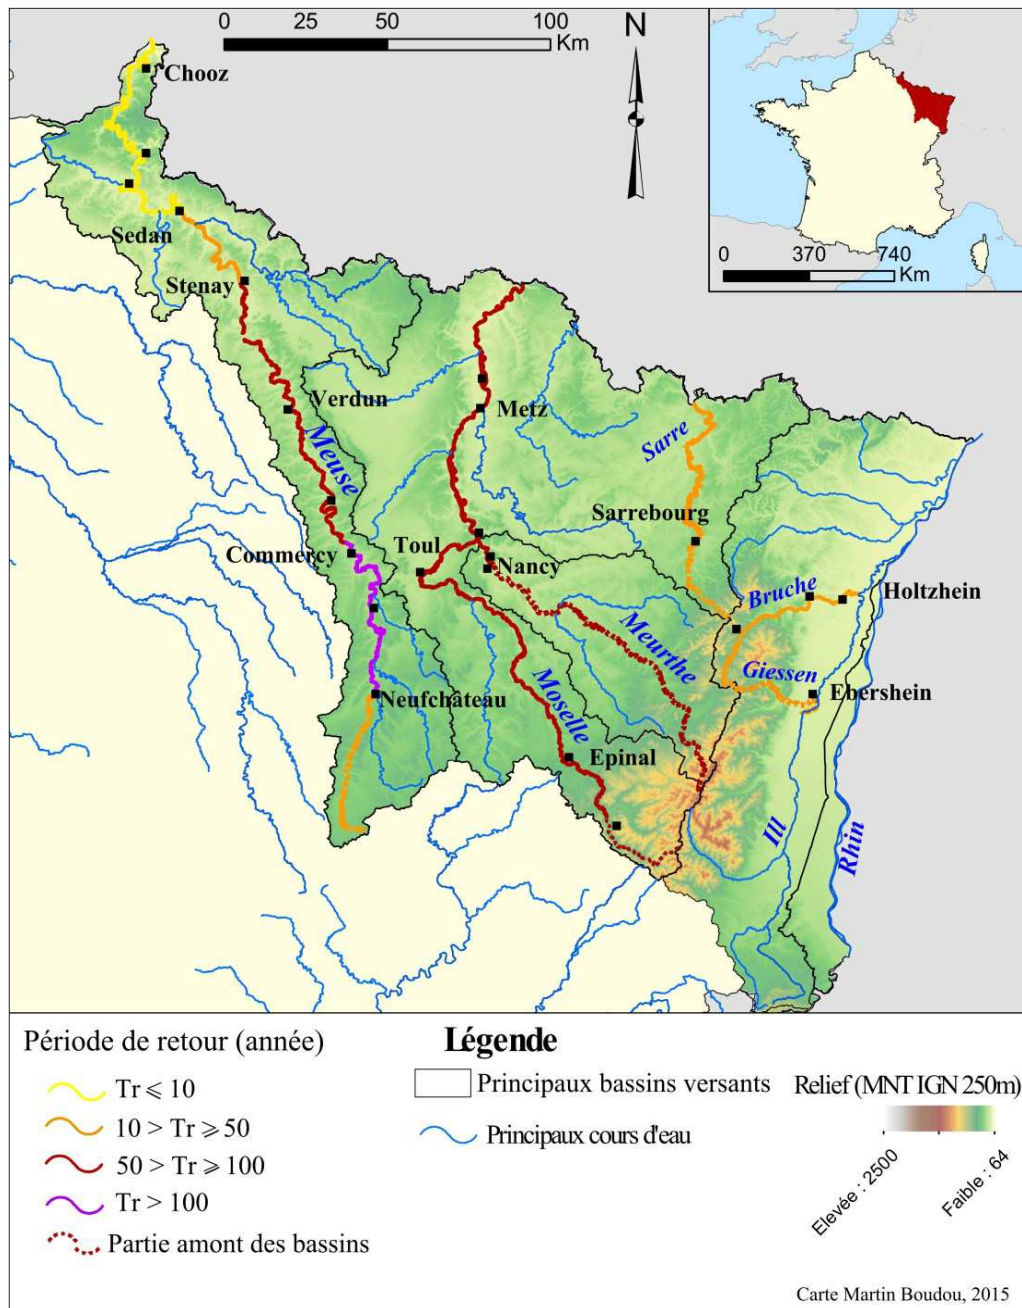 0 50 100
Km
N
Chooz
0 370 740
Km
Sedan
Stenay
Verdun
Metz
Meuse
Sarre
Sarrebourg
Commercy
Toul
Nancy
Bruche
Holtzhein
Meurthe
Giessen
Ebershein
Neufchâteau
Moselle
Epinal
Ill
Rhin
Période de retour (année)
Légende
Tr ⩽ 10
10 > Tr ⩾ 50
50 > Tr ⩾ 100
Tr > 100
Partie amont des bassins
Principaux bassins versants
Principaux cours d'eau
Relief (MNT IGN 250m)
Elevée : 2500
Faible : 64
Carte Martin Boudou, 2015